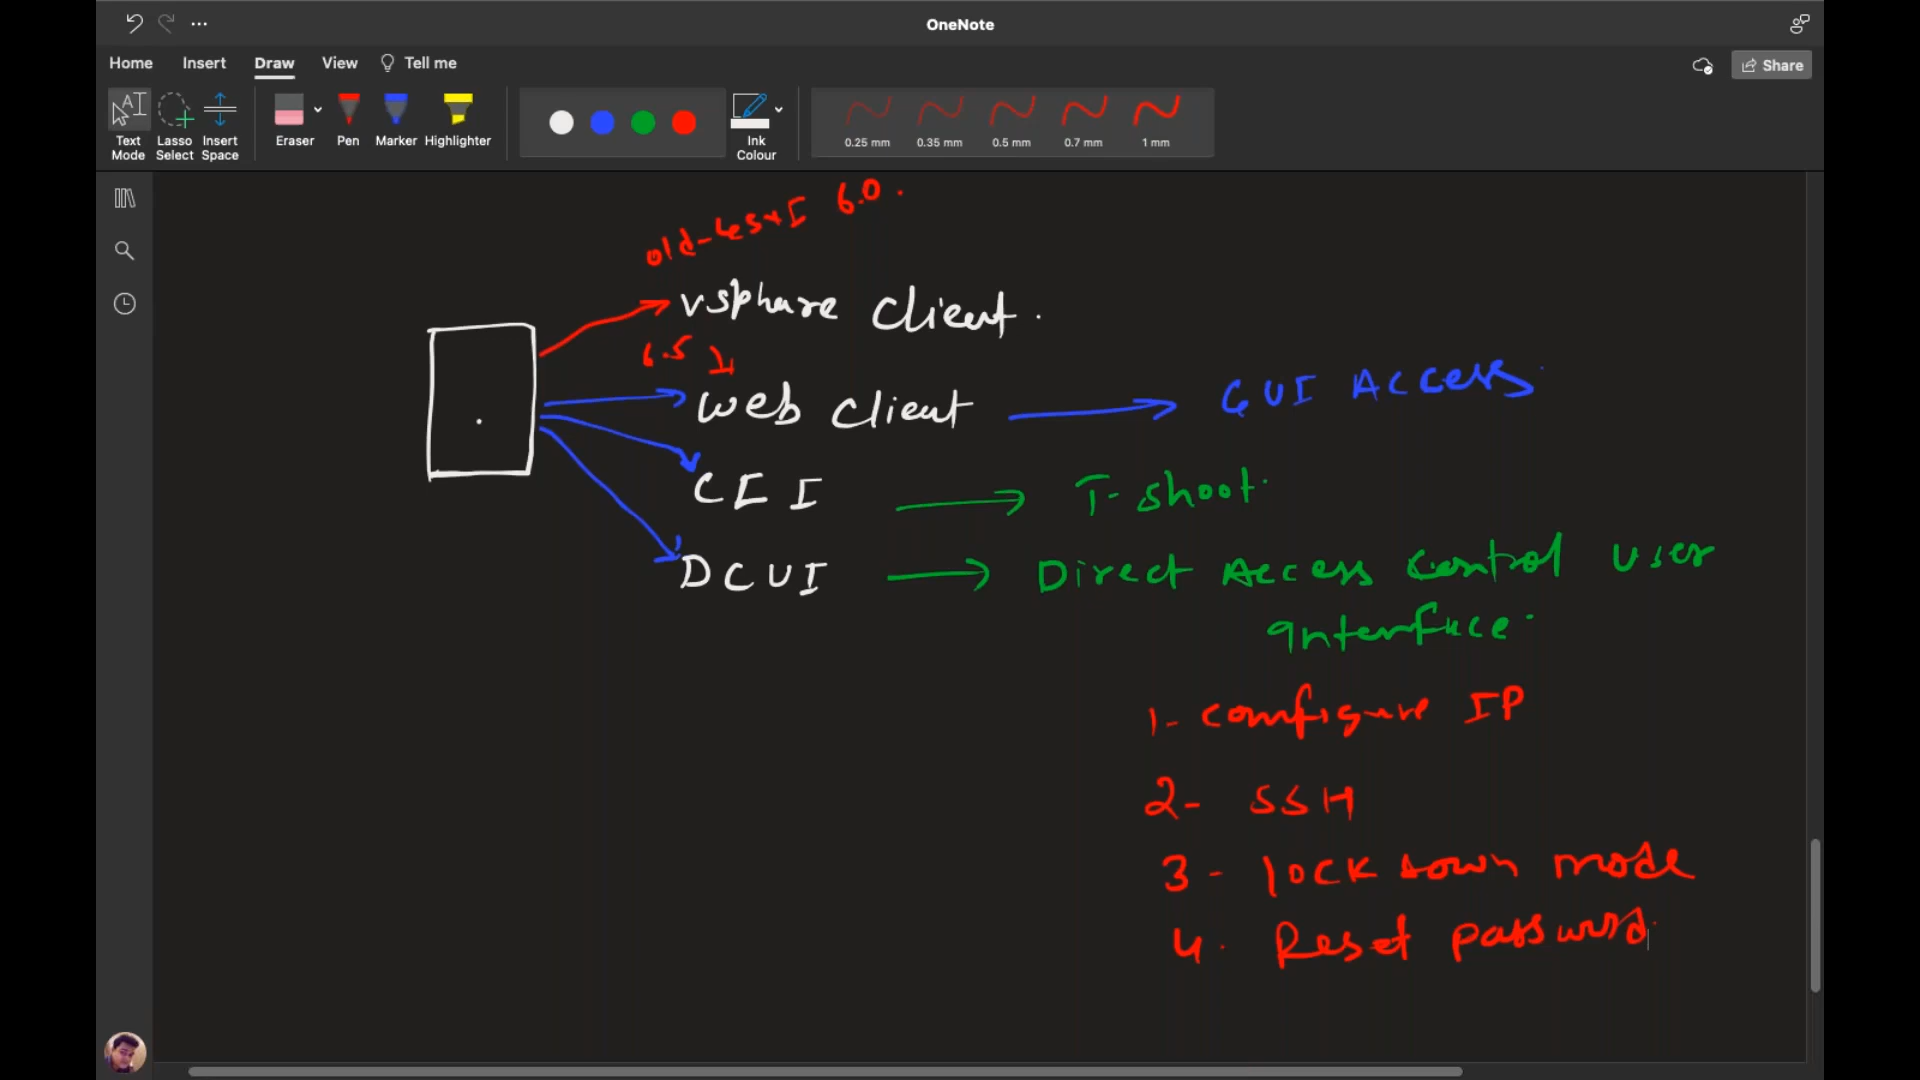 OneNote
Home Insert Draw View Tell me
Share
Text Mode
Lasso Select
Insert Space
Eraser
Pen
Marker
Highlighter
Ink Colour
0.25 mm
0.35 mm
0.5 mm
0.7 mm
1 mm
old- ESXI 6.0.
vsphare client.
6.5
web client GUI Access.
CLI T-shoot.
DCUI Direct Access Control User
interface.
1- configure IP
2- SSH
3- lock down mode
4. Reset password